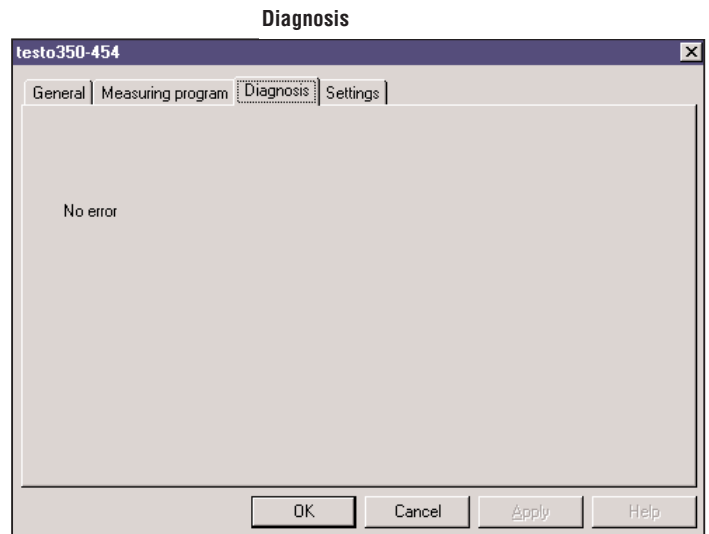 Diagnosis
testo350-454
General Measuring program Diagnosis Settings
No error
OK Cancel Apply Help